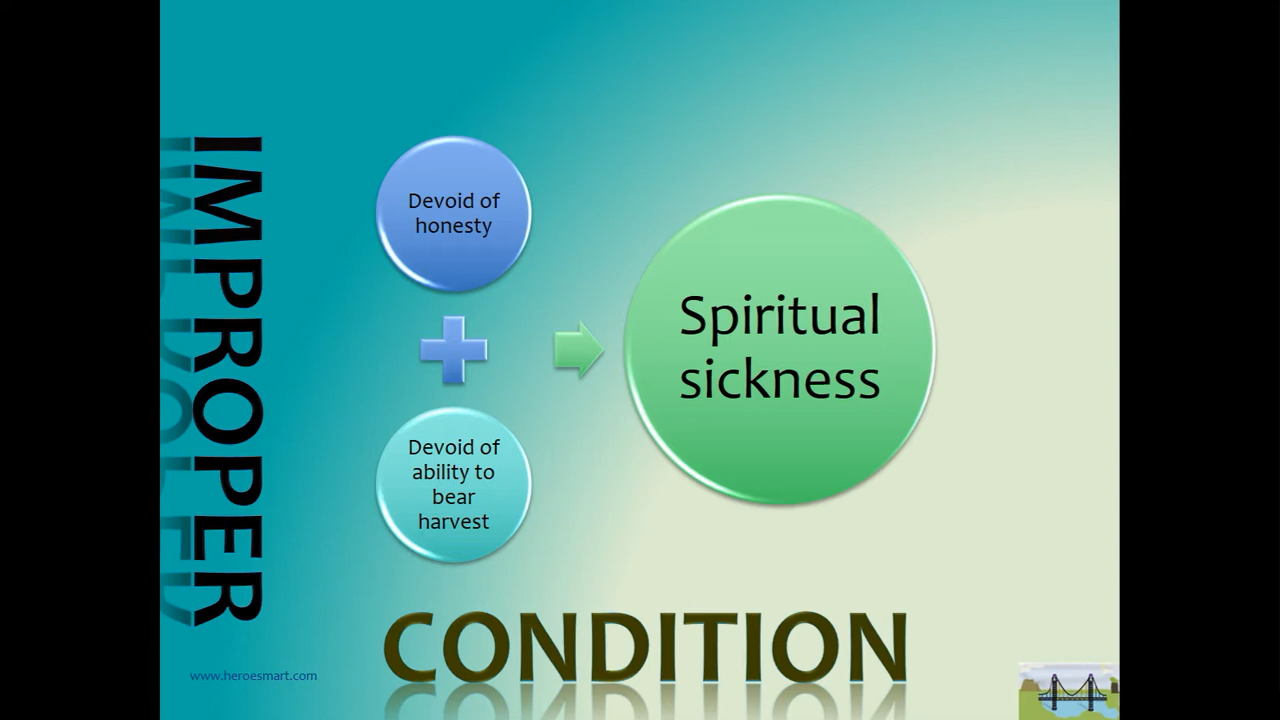 IMPROPER
Devoid of
honesty
Devoid of
ability to
bear
harvest
Spiritual
sickness
CONDITION
www.heroesmart.com